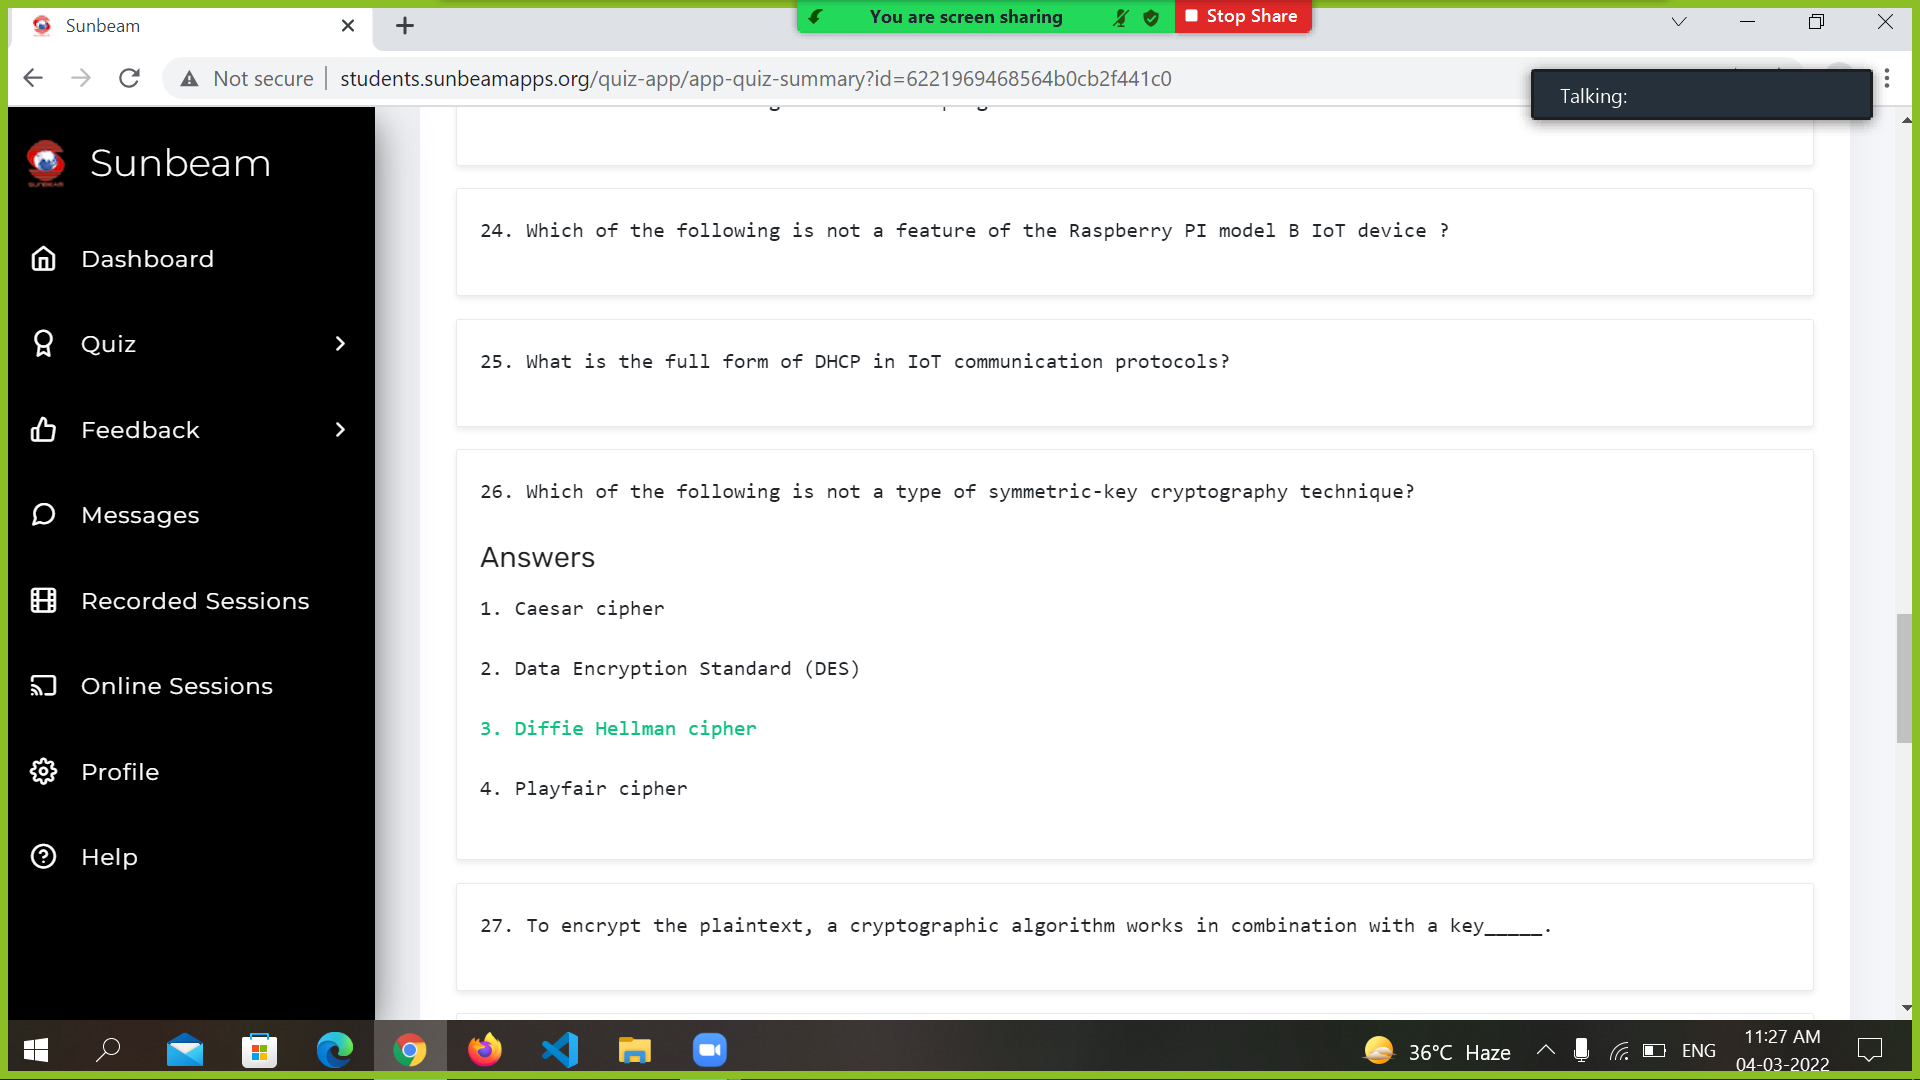 Sunbeam
You are screen sharing
Stop Share
Not secure
students.sunbeamapps.org/quiz-app/app-quiz-summary?id=6221969468564b0cb2f441c0
Talking:
SUNBEAM
Sunbeam
Dashboard
Quiz
Feedback
Messages
Recorded Sessions
Online Sessions
Profile
Help
24. Which of the following is not a feature of the Raspberry PI model B IoT device ?
25. What is the full form of DHCP in IoT communication protocols?
26. Which of the following is not a type of symmetric-key cryptography technique?
Answers
1. Caesar cipher
2. Data Encryption Standard (DES)
3. Diffie Hellman cipher
4. Playfair cipher
27. To encrypt the plaintext, a cryptographic algorithm works in combination with a key_____.
36°C Haze
ENG
11:27 AM
04-03-2022